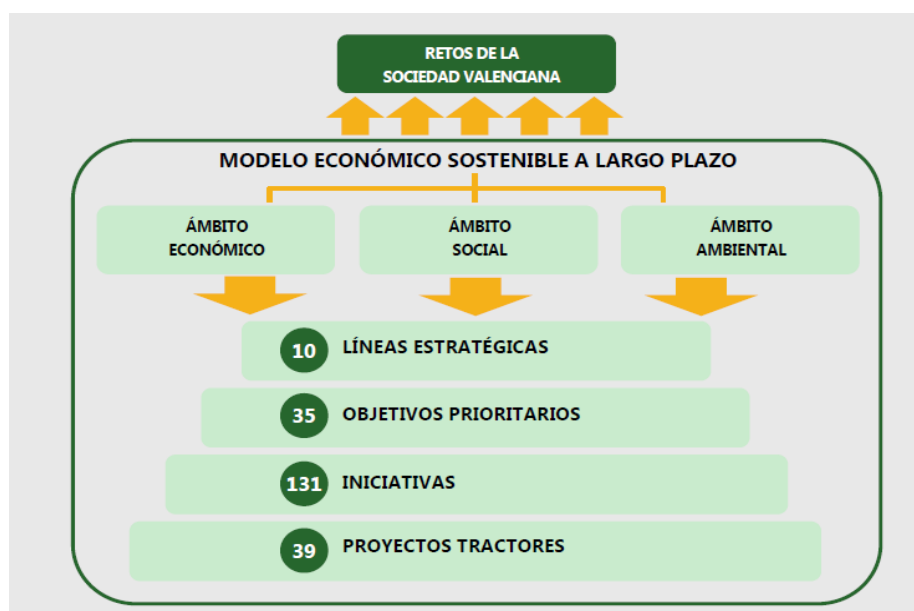 RETOS DE LA
SOCIEDAD VALENCIANA
MODELO ECONÓMICO SOSTENIBLE A LARGO PLAZO
ÁMBITO
ECONÓMICO
ÁMBITO
SOCIAL
ÁMBITO
AMBIENTAL
10 LÍNEAS ESTRATÉGICAS
35 OBJETIVOS PRIORITARIOS
131 INICIATIVAS
39 PROYECTOS TRACTORES